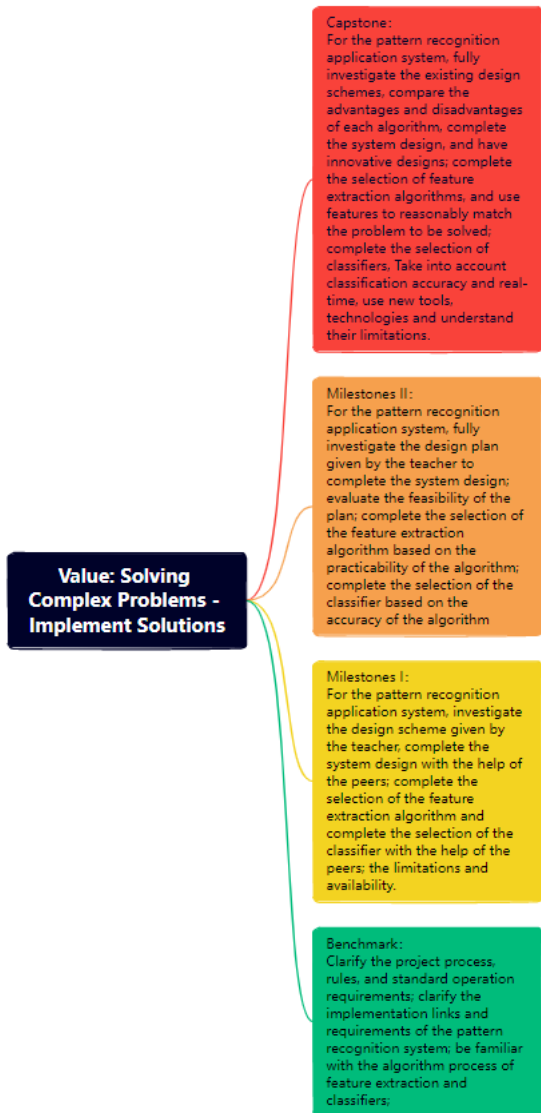 Capstone:
For the pattern recognition
application system, fully
investigate the existing design
schemes, compare the
advantages and disadvantages
of each algorithm, complete
the system design, and have
innovative designs; complete
the selection of feature
extraction algorithms, and use
features to reasonably match
the problem to be solved;
complete the selection of
classifiers, Take into account
classification accuracy and real-
time, use new tools,
technologies and understand
their limitations.
Milestones II:
For the pattern recognition
application system, fully
investigate the design plan
given by the teacher to
complete the system design;
evaluate the feasibility of the
plan; complete the selection of
the feature extraction
algorithm based on the
practicability of the algorithm;
complete the selection of the
classifier based on the
accuracy of the algorithm
Value: Solving
Complex Problems -
Implement Solutions
Milestones I:
For the pattern recognition
application system, investigate
the design scheme given by
the teacher, complete the
system design with the help of
the peers; complete the
selection of the feature
extraction algorithm and
complete the selection of the
classifier with the help of the
peers; the limitations and
availability.
Benchmark:
Clarify the project process,
rules, and standard operation
requirements; clarify the
implementation links and
requirements of the pattern
recognition system; be familiar
with the algorithm process of
feature extraction and
classifiers;